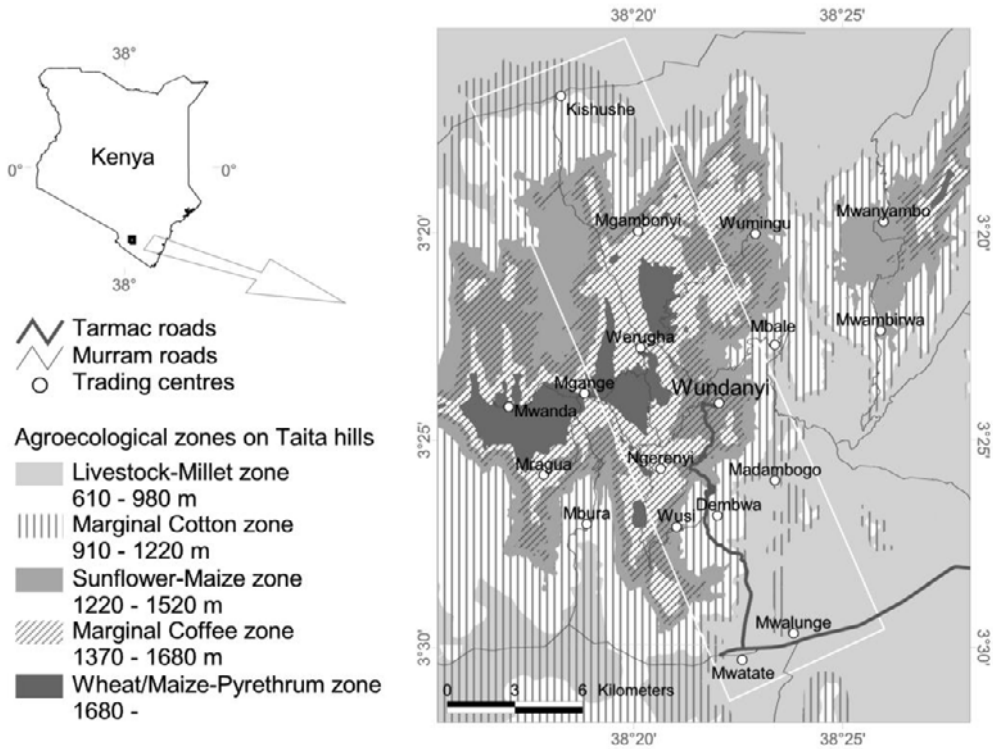 38°
0°
Kenya
0°
38°
Tarmac roads
Murram roads
Trading centres
Agroecological zones on Taita hills
Livestock-Millet zone
610 - 980 m
Marginal Cotton zone
910 - 1220 m
Sunflower-Maize zone
1220 - 1520 m
Marginal Coffee zone
1370 - 1680 m
Wheat/Maize-Pyrethrum zone
1680 -
38°20'
38°25'
Kishushe
3°20'
Mgambonyi
Wumingu
Mwanyambo
3°20'
Werugha
Mbale
Mwambirwa
Mgange
Wundanyi
Mwanda
3°25'
Mragua
Ngerenyi
Madambogo
3°25'
Mbura
Wusi
Dembwa
3°30'
Mwalunge
3°30'
Mwatate
0 3 6 Kilometers
38°20'
38°25'